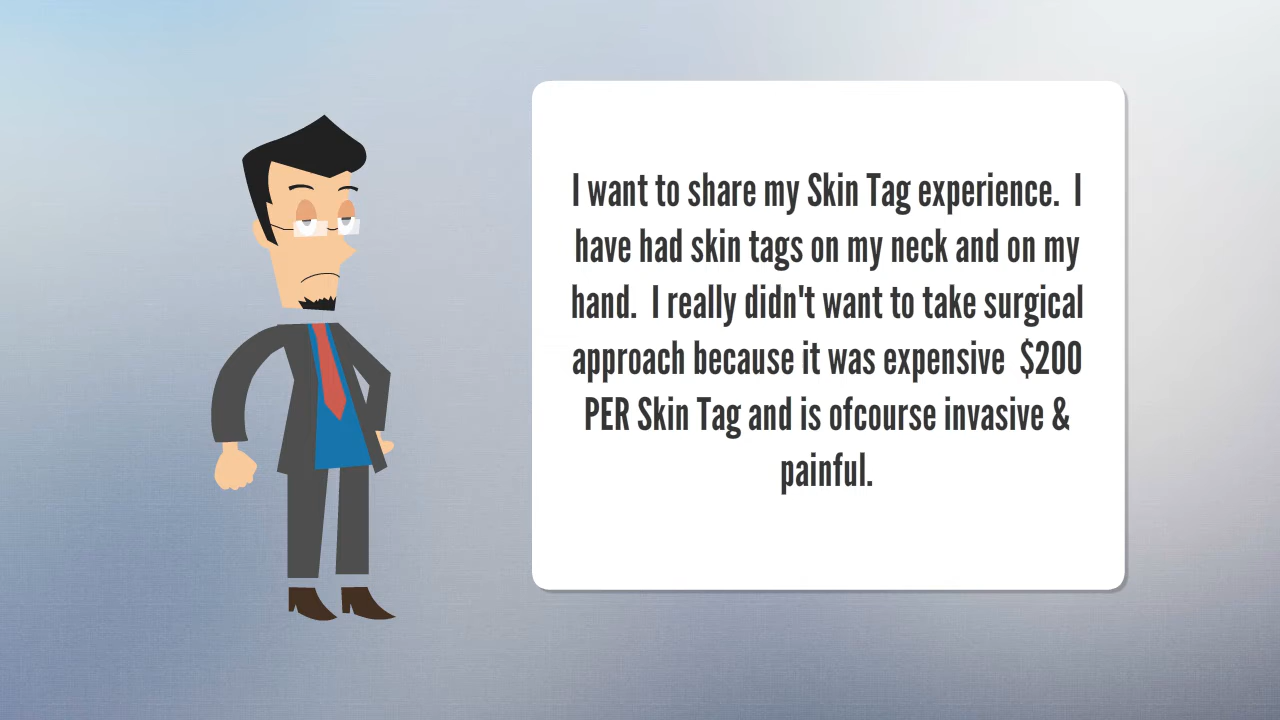 I want to share my Skin Tag experience.  I
have had skin tags on my neck and on my
hand.  I really didn't want to take surgical
approach because it was expensive  $200
PER Skin Tag and is ofcourse invasive &
painful.